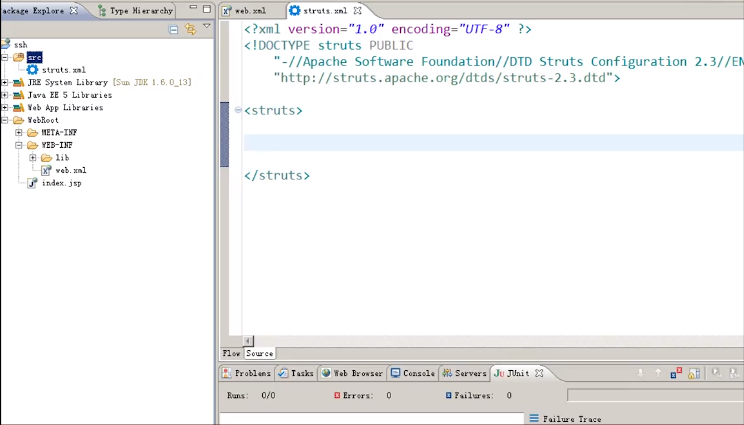 ackage Explore
Type Hierarchy
ssh
src
struts.xml
JRE System Library [Sun JDK 1.6.0_13]
Java EE 5 Libraries
Web App Libraries
WebRoot
META-INF
WEB-INF
lib
web.xml
index.jsp
web.xml
struts.xml
<?xml version="1.0" encoding="UTF-8" ?>
<!DOCTYPE struts PUBLIC
"-//Apache Software Foundation//DTD Struts Configuration 2.3//EN
"http://struts.apache.org/dtds/struts-2.3.dtd">
<struts>
</struts>
Flow Source
Problems Tasks Web Browser Console Servers JUnit
Runs: 0/0 Errors: 0 Failures: 0
Failure Trace